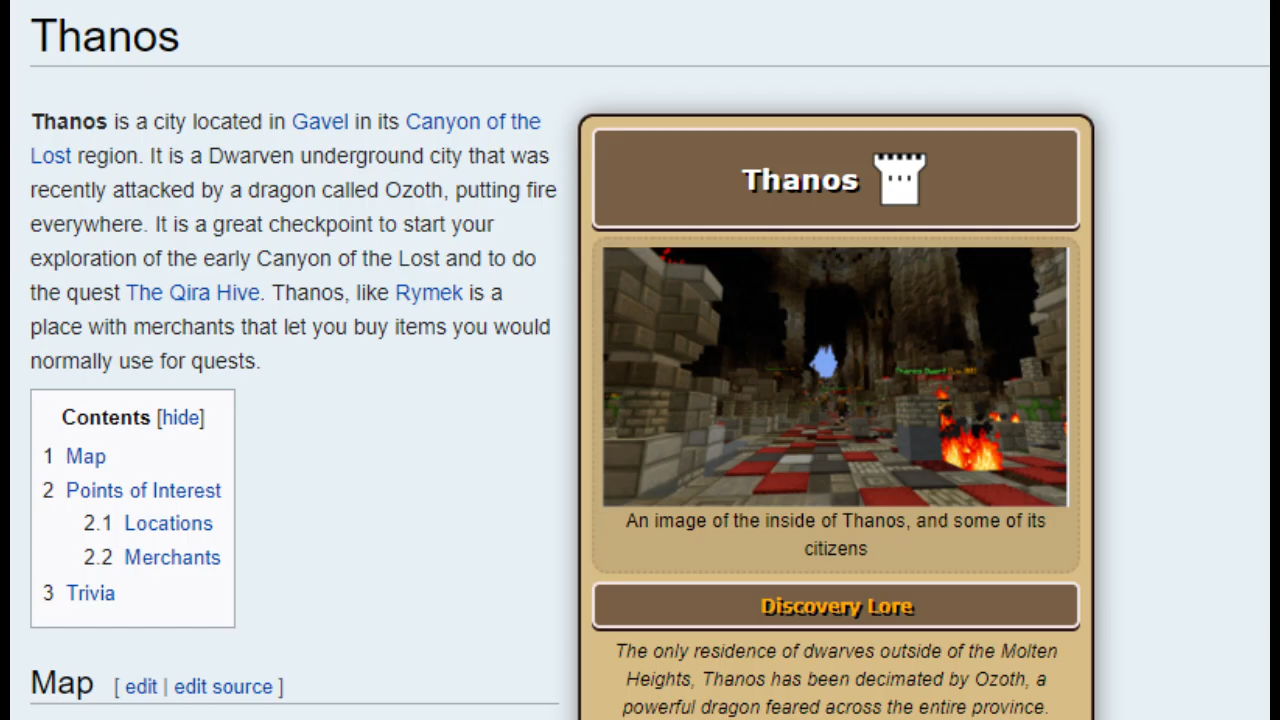 Thanos
Thanos is a city located in Gavel in its Canyon of the
Lost region. It is a Dwarven underground city that was
recently attacked by a dragon called Ozoth, putting fire
everywhere. It is a great checkpoint to start your
exploration of the early Canyon of the Lost and to do
the quest The Qira Hive. Thanos, like Rymek is a
place with merchants that let you buy items you would
normally use for quests.
Contents [hide]
1 Map
2 Points of Interest
2.1 Locations
2.2 Merchants
3 Trivia
Map [ edit | edit source ]
Thanos
An image of the inside of Thanos, and some of its
citizens
Discovery Lore
The only residence of dwarves outside of the Molten
Heights, Thanos has been decimated by Ozoth, a
powerful dragon feared across the entire province.